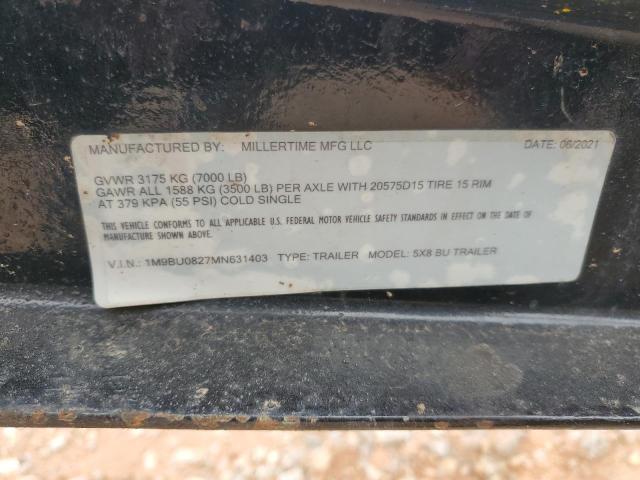 MANUFACTURED BY: MILLERTIME MFG LLC DATE: 06/2021
GVWR 3175 KG (7000 LB)
GAWR ALL 1588 KG (3500 LB) PER AXLE WITH 20575D15 TIRE 15 RIM
AT 379 KPA (55 PSI) COLD SINGLE
THIS VEHICLE CONFORMS TO ALL APPLICABLE U.S. FEDERAL MOTOR VEHICLE SAFETY STANDARDS IN EFFECT ON THE DATE OF
MANUFACTURE SHOWN ABOVE.
V.I.N.: 1M9BU0827MN631403 TYPE: TRAILER MODEL: 5X8 BU TRAILER